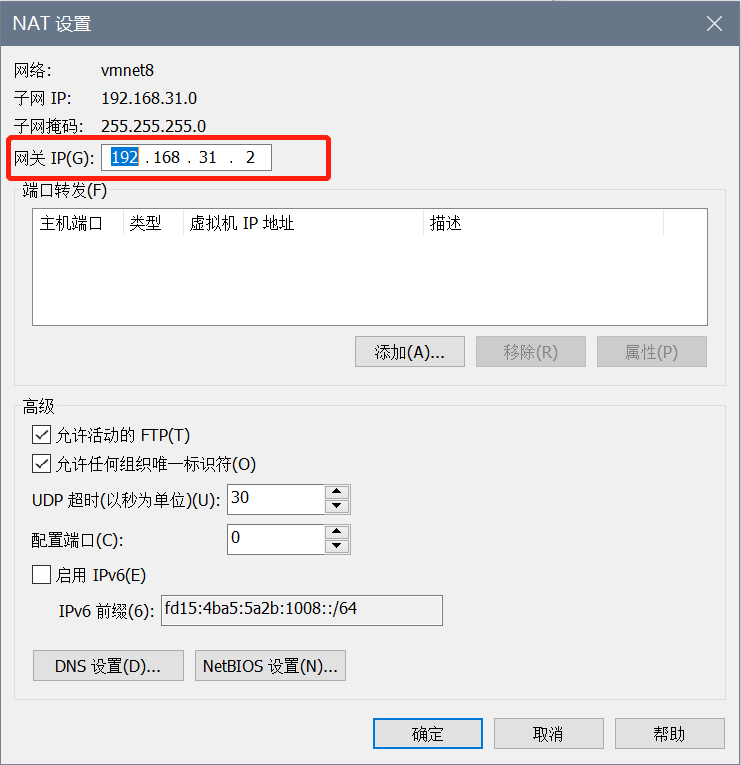 NAT 设置
网络: vmnet8
子网 IP: 192.168.31.0
子网掩码: 255.255.255.0
网关 IP(G): 192 . 168 . 31 . 2
端口转发(F)
主机端口 类型 虚拟机 IP 地址 描述
添加(A)... 移除(R) 属性(P)
高级
允许活动的 FTP(T)
允许任何组织唯一标识符(O)
UDP 超时(以秒为单位)(U): 30
配置端口(C): 0
启用 IPv6(E)
IPv6 前缀(6): fd15:4ba5:5a2b:1008::/64
DNS 设置(D)... NetBIOS 设置(N)...
确定 取消 帮助